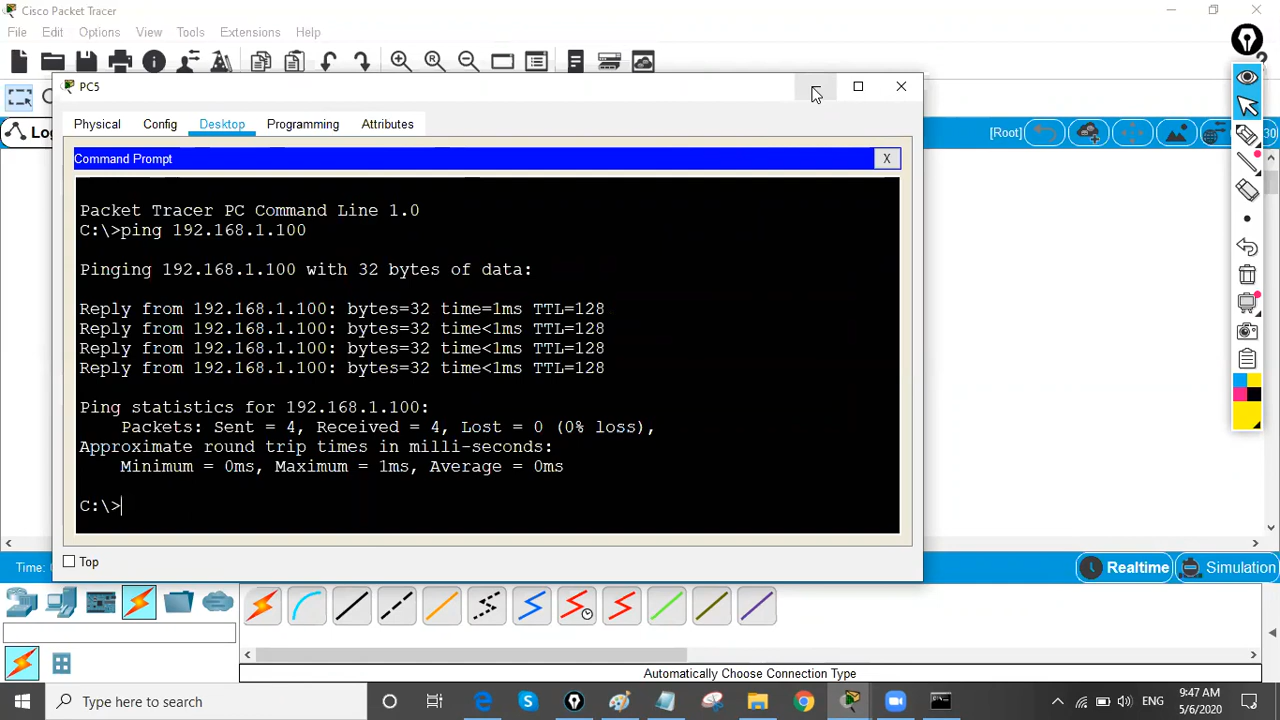 Cisco Packet Tracer
File Edit Options View Tools Extensions Help
PC5
Physical Config Desktop Programming Attributes
[Root]
Command Prompt
X
Packet Tracer PC Command Line 1.0
C:\>ping 192.168.1.100
Pinging 192.168.1.100 with 32 bytes of data:
Reply from 192.168.1.100: bytes=32 time=1ms TTL=128
Reply from 192.168.1.100: bytes=32 time<1ms TTL=128
Reply from 192.168.1.100: bytes=32 time<1ms TTL=128
Reply from 192.168.1.100: bytes=32 time<1ms TTL=128
Ping statistics for 192.168.1.100:
Packets: Sent = 4, Received = 4, Lost = 0 (0% loss),
Approximate round trip times in milli-seconds:
Minimum = 0ms, Maximum = 1ms, Average = 0ms
C:\>
Top
Time:
Realtime Simulation
Automatically Choose Connection Type
Type here to search
ENG
9:47 AM
5/6/2020